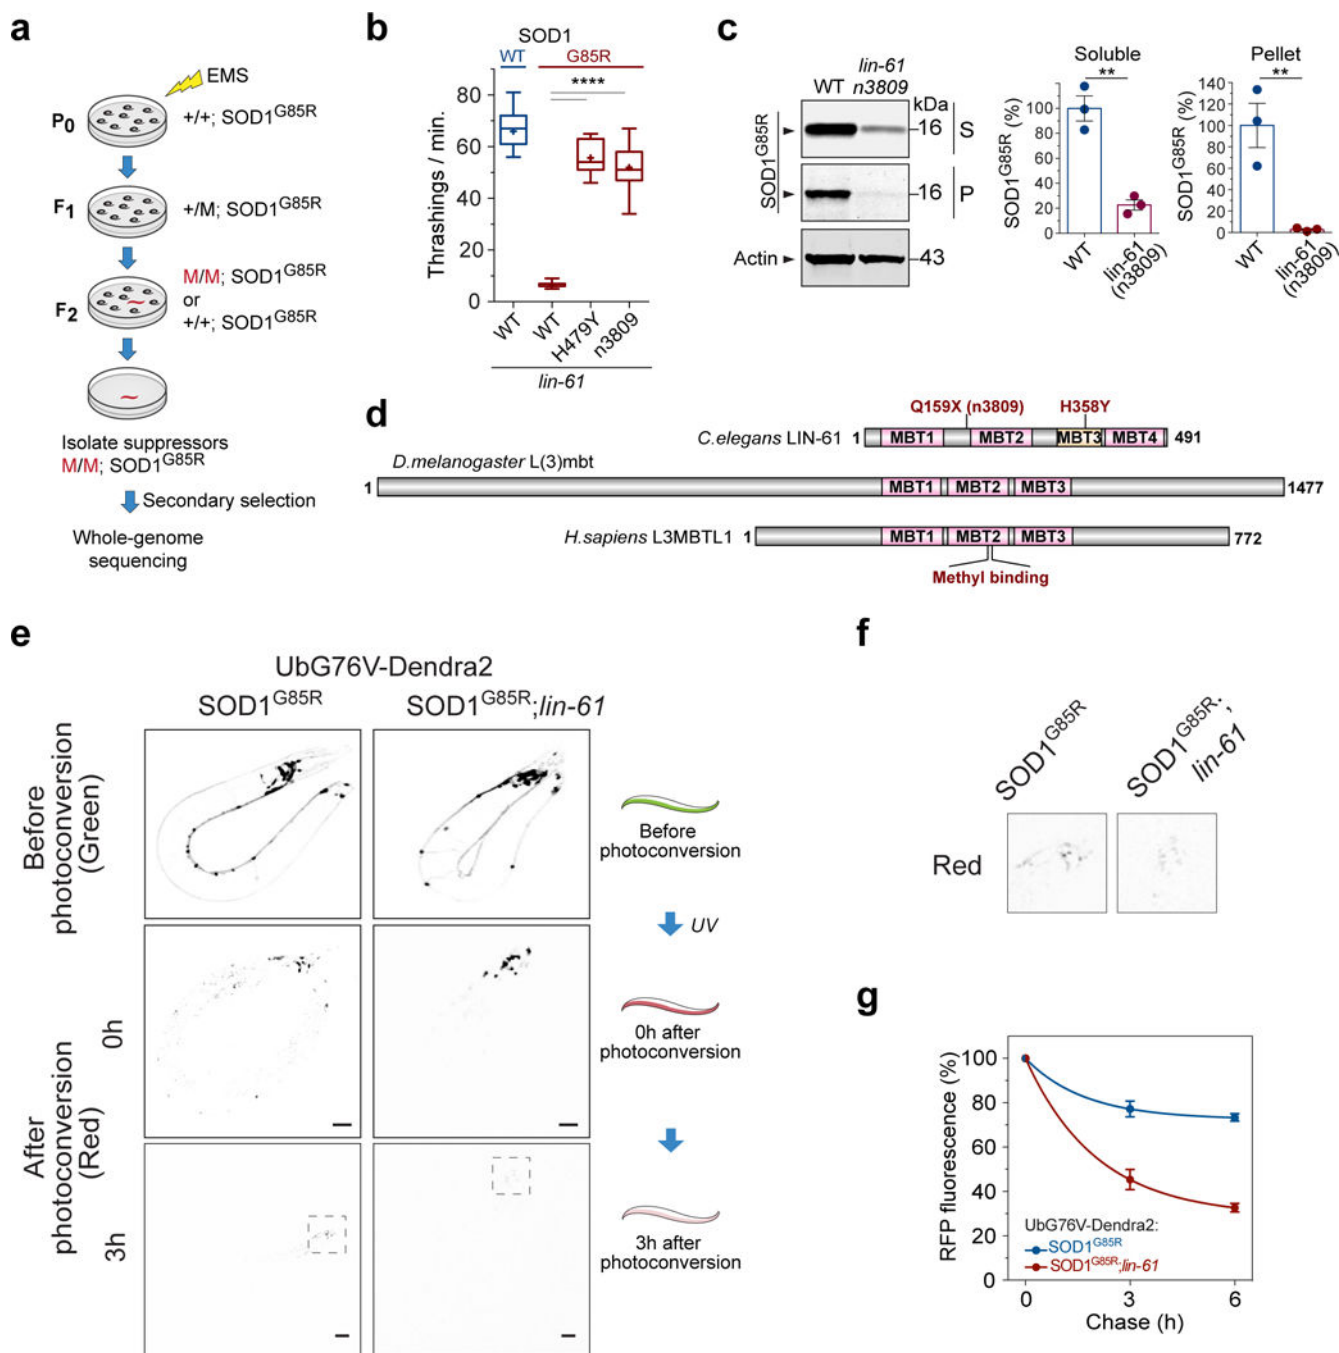 a
EMS
P0
+/+; SOD1G85R
F1
+/M; SOD1G85R
F2
M/M; SOD1G85R
or
+/+; SOD1G85R
Isolate suppressors
M/M; SOD1G85R
Secondary selection
Whole-genome
sequencing
b
SOD1
WT
G85R
****
Thrashings / min.
80
60
40
20
0
WT
WT
H479Y
n3809
lin-61
c
WT
lin-61
n3809
kDa
SOD1G85R
16
S
16
P
Actin
43
Soluble
**
SOD1G85R (%)
120
100
80
60
40
20
0
WT
lin-61
(n3809)
Pellet
**
SOD1G85R (%)
140
120
100
80
60
40
20
0
WT
lin-61
(n3809)
d
Q159X (n3809)
H358Y
C.elegans LIN-61
1
MBT1
MBT2
MBT3
MBT4
491
D.melanogaster L(3)mbt
1
MBT1
MBT2
MBT3
1477
H.sapiens L3MBTL1
1
MBT1
MBT2
MBT3
772
Methyl binding
e
UbG76V-Dendra2
SOD1G85R
SOD1G85R;lin-61
Before
photoconversion
(Green)
After
photoconversion
(Red)
0h
3h
Before
photoconversion
UV
0h after
photoconversion
3h after
photoconversion
f
SOD1G85R
SOD1G85R;
lin-61
Red
g
RFP fluorescence (%)
100
80
60
40
20
0
UbG76V-Dendra2:
SOD1G85R
SOD1G85R;lin-61
0
3
6
Chase (h)